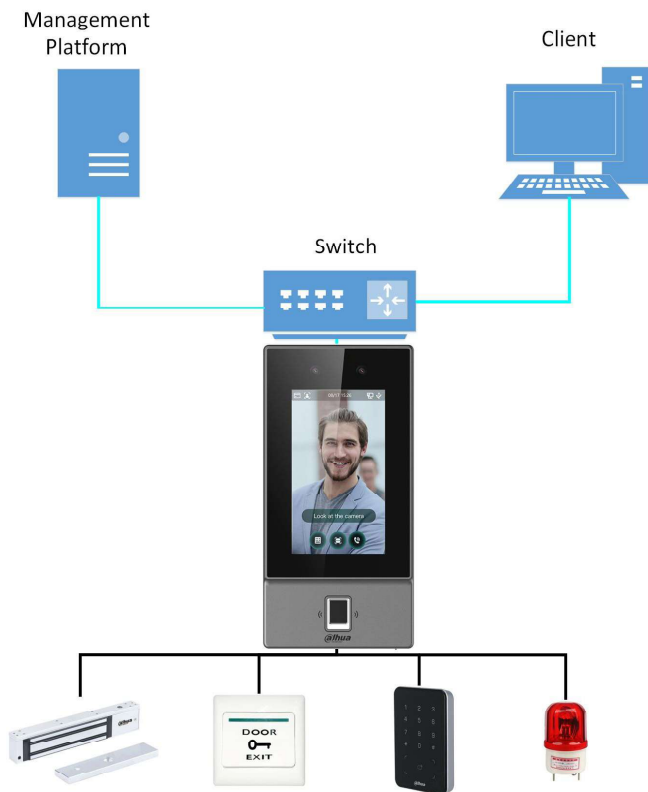 Management
Platform
Client
Switch
Look at the camera
alhua
DOOR
EXIT